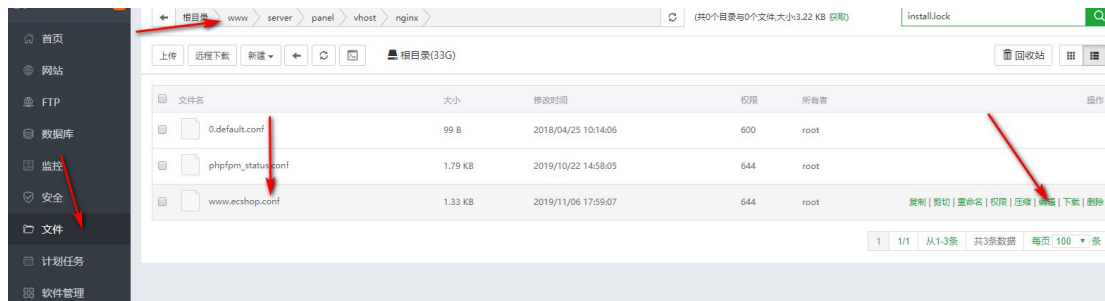 ← 根目录 www server panel vhost nginx (共0个目录与0个文件,大小:3.22 KB 获取) install.lock
首页
网站
FTP
数据库
监控
安全
文件
计划任务
软件管理
上传 远程下载 新建 根目录(33G) 回收站
文件名 大小 修改时间 权限 所有者 操作
0.default.conf 99 B 2018/04/25 10:14:06 600 root
phpfpm_status.conf 1.79 KB 2019/10/22 14:58:05 644 root
www.ecshop.conf 1.33 KB 2019/11/06 17:59:07 644 root 复制 | 剪切 | 重命名 | 权限 | 压缩 | 编辑 | 下载 | 删除
1 1/1 从1-3条 共3条数据 每页 100 条